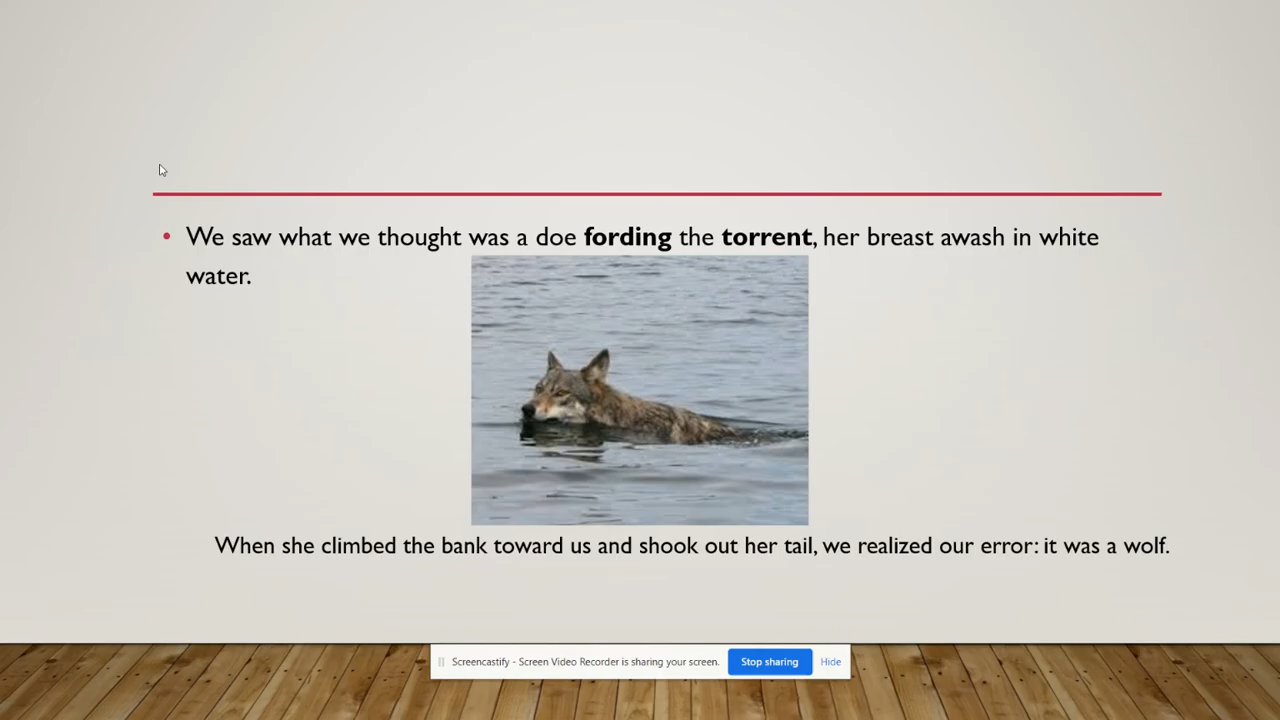 • We saw what we thought was a doe fording the torrent, her breast awash in white
water.
When she climbed the bank toward us and shook out her tail, we realized our error: it was a wolf.
Screencastify - Screen Video Recorder is sharing your screen. Stop sharing Hide